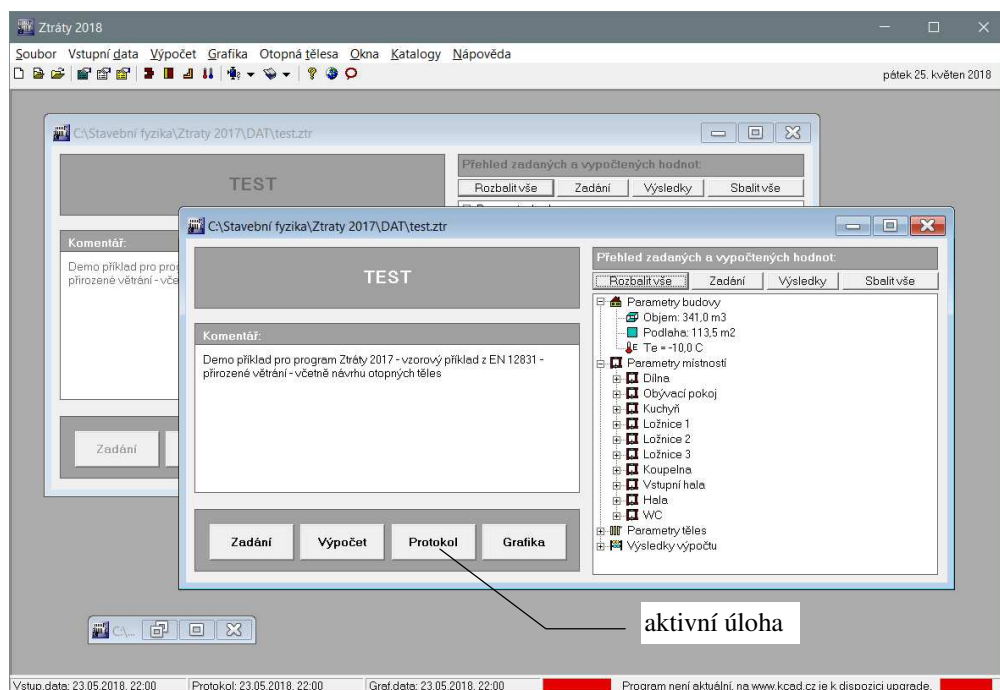 Ztráty 2018
Soubor Vstupní data Výpočet Grafika Otopná tělesa Okna Katalogy Nápověda
pátek 25. květen 2018
C:\Stavební fyzika\Ztraty 2017\DAT\test.ztr
TEST
Přehled zadaných a vypočtených hodnot:
Rozbalit vše Zadání Výsledky Sbalit vše
Komentář:
Demo příklad pro pro
přirozené větrání - vče
Zadání
C:\Stavební fyzika\Ztraty 2017\DAT\test.ztr
TEST
Komentář:
Demo příklad pro program Ztráty 2017 - vzorový příklad z EN 12831 -
přirozené větrání - včetně návrhu otopných těles
Zadání Výpočet Protokol Grafika
Přehled zadaných a vypočtených hodnot:
Rozbalit vše Zadání Výsledky Sbalit vše
Parametry budovy
Objem: 341,0 m3
Podlaha: 113,5 m2
Te = -10,0 C
Parametry místností
Dílna
Obývací pokoj
Kuchyň
Ložnice 1
Ložnice 2
Ložnice 3
Koupelna
Vstupní hala
Hala
WC
Parametry těles
Výsledky výpočtu
aktivní úloha
C:\...
Vstup.data: 23.05.2018, 22:00 Protokol: 23.05.2018, 22:00 Graf.data: 23.05.2018, 22:00 Program není aktuální, na www.kcad.cz je k dispozici upgrade.